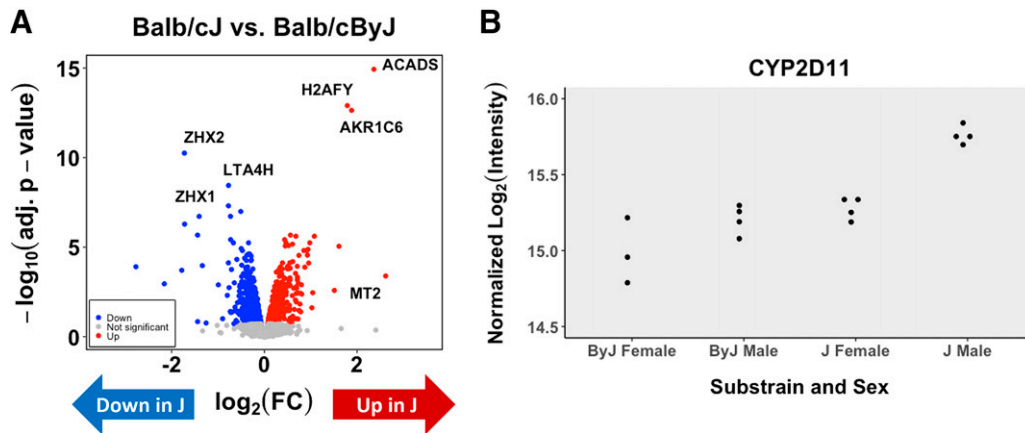 A
Balb/cJ vs. Balb/cByJ
−log10(adj. p−value)
15
10
5
0
ACADS
H2AFY
AKR1C6
ZHX2
LTA4H
ZHX1
MT2
Down
Not significant
Up
-2
0
2
Down in J
log2(FC)
Up in J
B
CYP2D11
Normalized Log2(Intensity)
16.0
15.5
15.0
14.5
ByJ Female
ByJ Male
J Female
J Male
Substrain and Sex